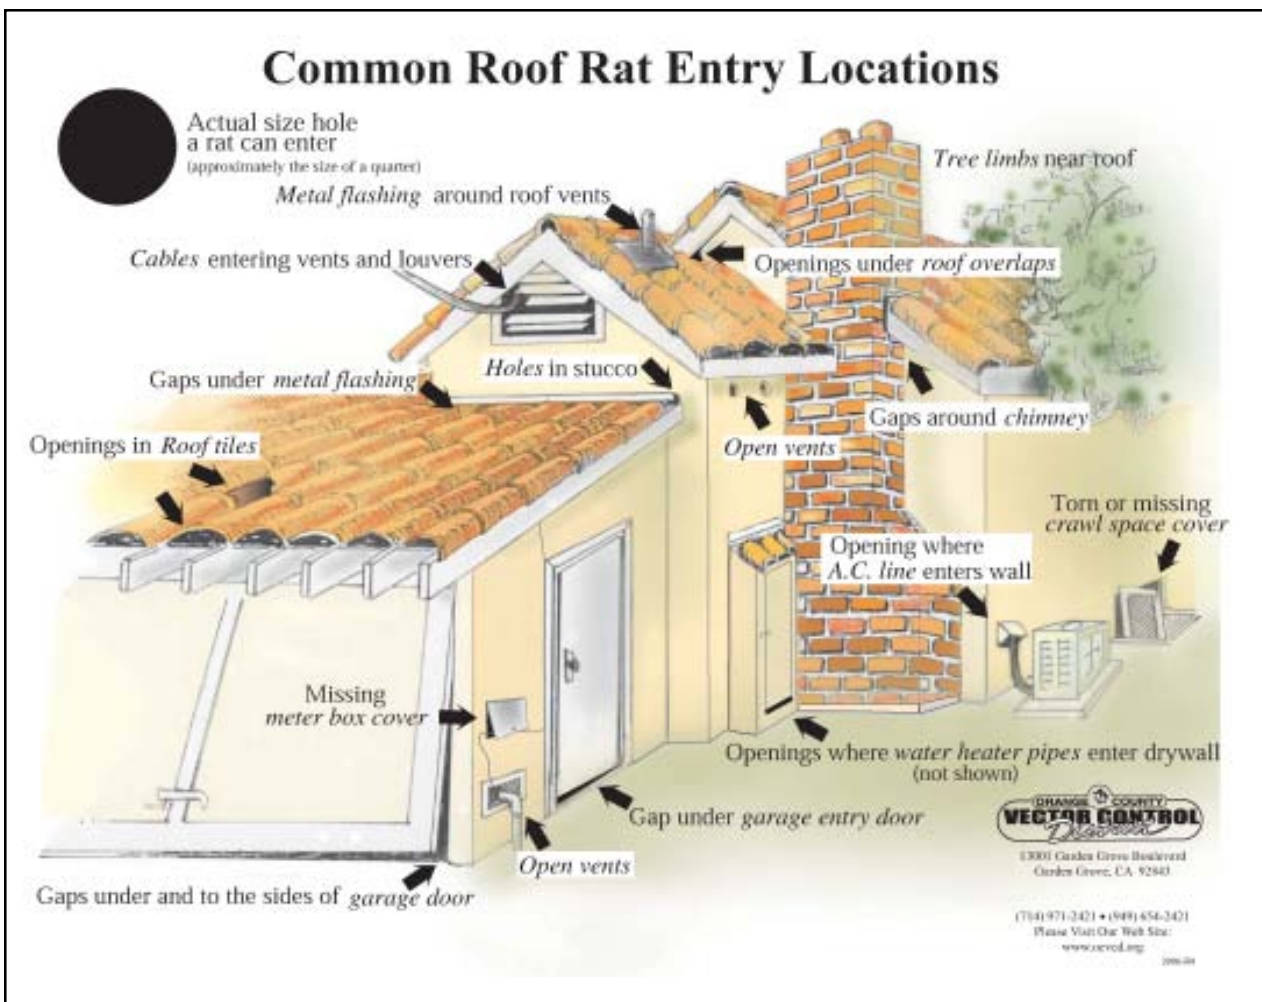 Common Roof Rat Entry Locations
Actual size hole
a rat can enter
(approximately the size of a quarter)
Tree limbs near roof
Metal flashing around roof vents
Cables entering vents and louvers
Openings under roof overlaps
Gaps under metal flashing
Holes in stucco
Gaps around chimney
Open vents
Openings in Roof tiles
Torn or missing
crawl space cover
Opening where
A.C. line enters wall
Missing
meter box cover
Openings where water heater pipes enter drywall
(not shown)
Gap under garage entry door
Open vents
Gaps under and to the sides of garage door
ORANGE COUNTY
VECTOR CONTROL
District
13001 Garden Grove Boulevard
Garden Grove, CA 92843
(714) 971-2421 • (949) 654-2421
Please Visit Our Web Site:
www.ocvcd.org